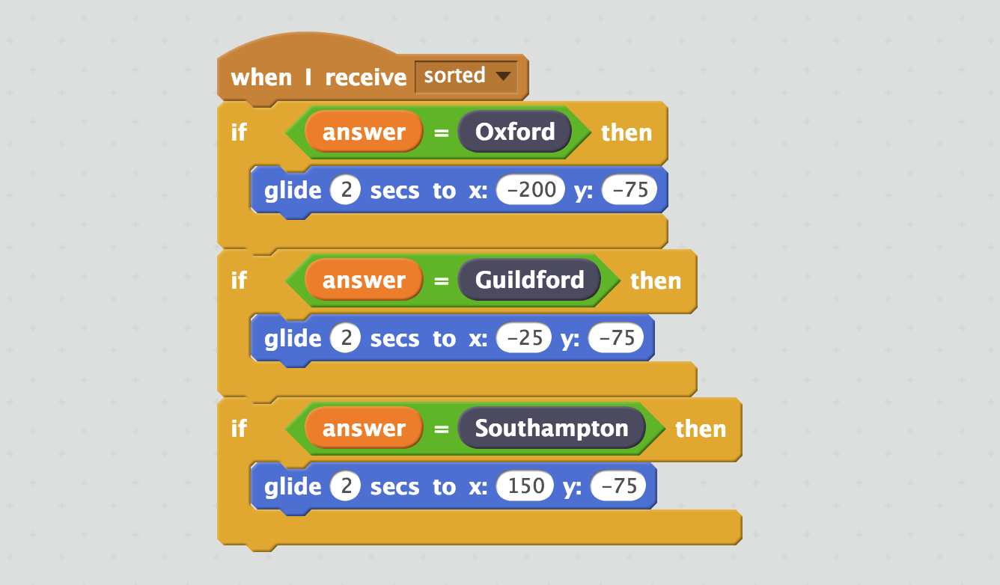 when I receive sorted
if answer = Oxford then
glide 2 secs to x: -200 y: -75
if answer = Guildford then
glide 2 secs to x: -25 y: -75
if answer = Southampton then
glide 2 secs to x: 150 y: -75